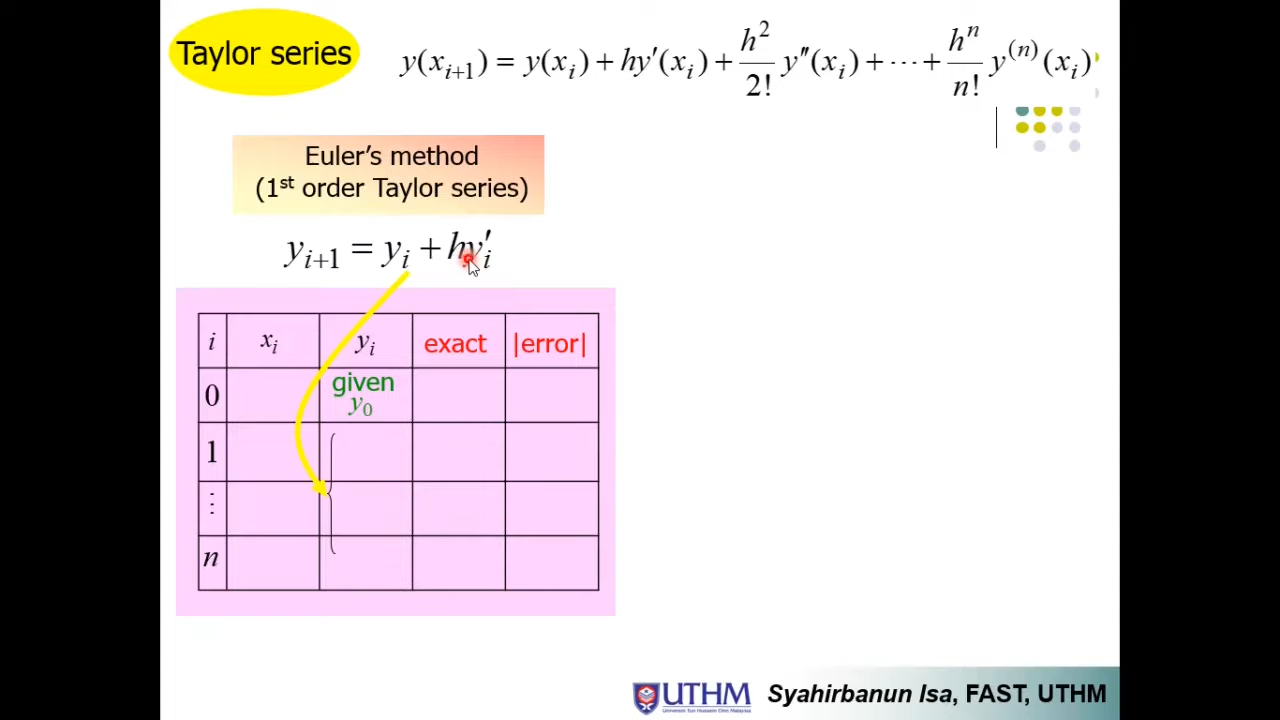 Taylor series
y(x_{i+1}) = y(x_i) + hy′(x_i) + h²/2! y″(x_i) + ⋯ + hⁿ/n! y⁽ⁿ⁾(x_i)
Euler’s method
(1st order Taylor series)
y_{i+1} = y_i + hy′_i
i x_i y_i exact |error|
0 given y_0
1
⋮
n
UTHM
Universiti Tun Hussein Onn Malaysia
Syahirbanun Isa, FAST, UTHM